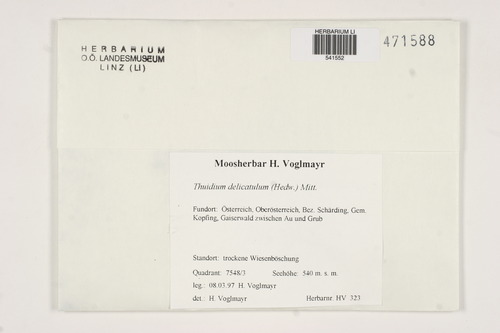 HERBARIUM
O.Ö. LANDESMUSEUM
LINZ (LI)
HERBARIUM LI
541552
471588
Moosherbar H. Voglmayr
Thuidium delicatulum (Hedw.) Mitt.
Fundort: Österreich, Oberösterreich, Bez. Schärding, Gem.
Kopfing, Gaiserwald zwischen Au und Grub
Standort: trockene Wiesenböschung
Quadrant: 7548/3 Seehöhe: 540 m. s. m.
leg.: 08.03.97 H. Voglmayr
det.: H. Voglmayr Herbarnr. HV 323